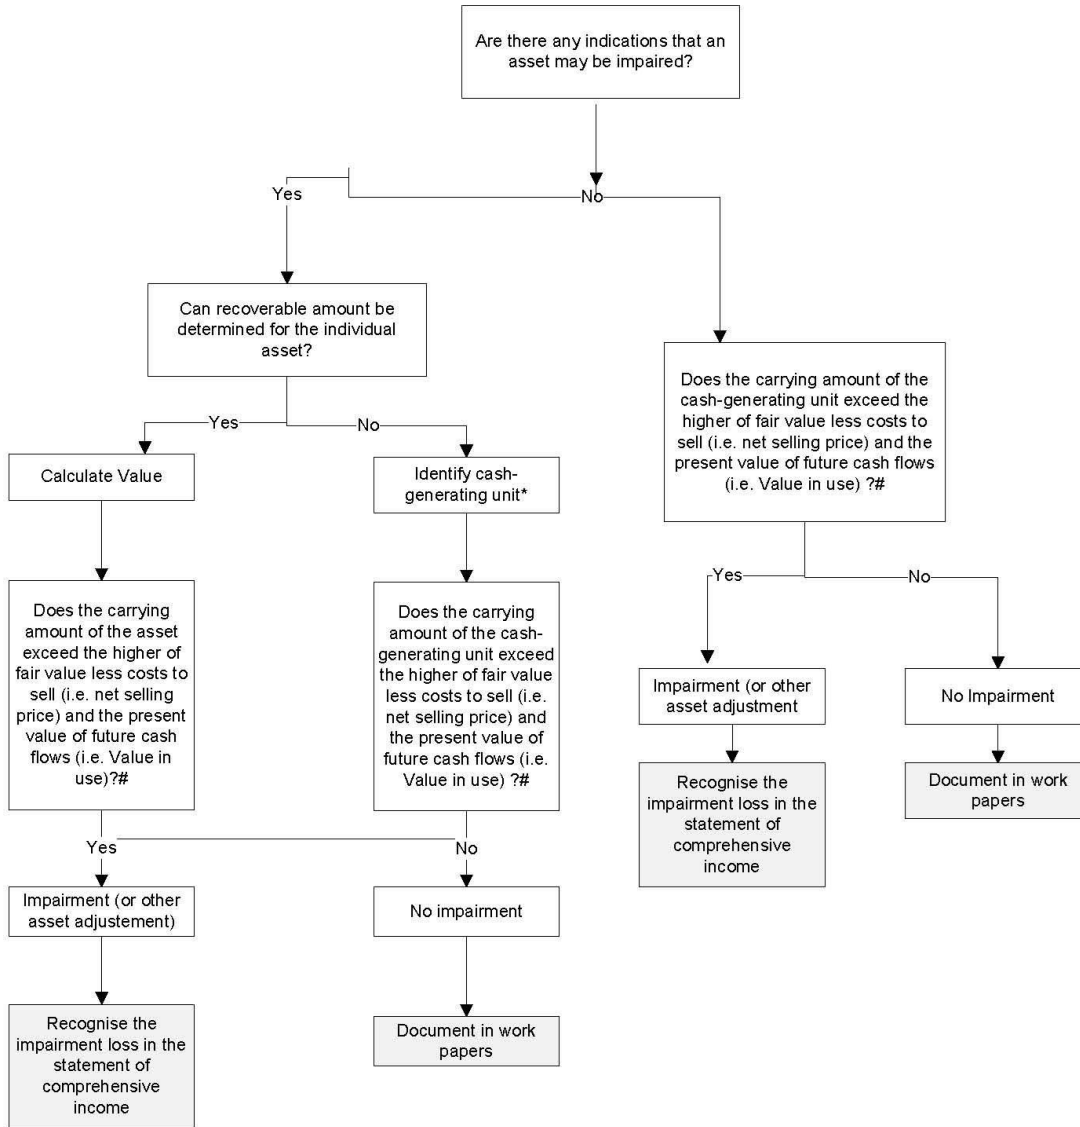 Are there any indications that an
asset may be impaired?
Yes
No
Can recoverable amount be
determined for the individual
asset?
Does the carrying amount of the
cash-generating unit exceed the
higher of fair value less costs to
sell (i.e. net selling price) and the
present value of future cash flows
(i.e. Value in use) ?#
Yes
No
Calculate Value
Identify cash-
generating unit*
Yes
No
Does the carrying
amount of the asset
exceed the higher of
fair value less costs to
sell (i.e. net selling
price) and the present
value of future cash
flows (i.e. Value in
use)?#
Does the carrying
amount of the cash-
generating unit exceed
the higher of fair value
less costs to sell (i.e.
net selling price) and
the present value of
future cash flows (i.e.
Value in use) ?#
Impairment (or other
asset adjustment
No Impairment
Recognise the
impairment loss in the
statement of
comprehensive
income
Document in work
papers
Yes
No
Impairment (or other
asset adjustement)
No impairment
Recognise the
impairment loss in the
statement of
comprehensive
income
Document in work
papers